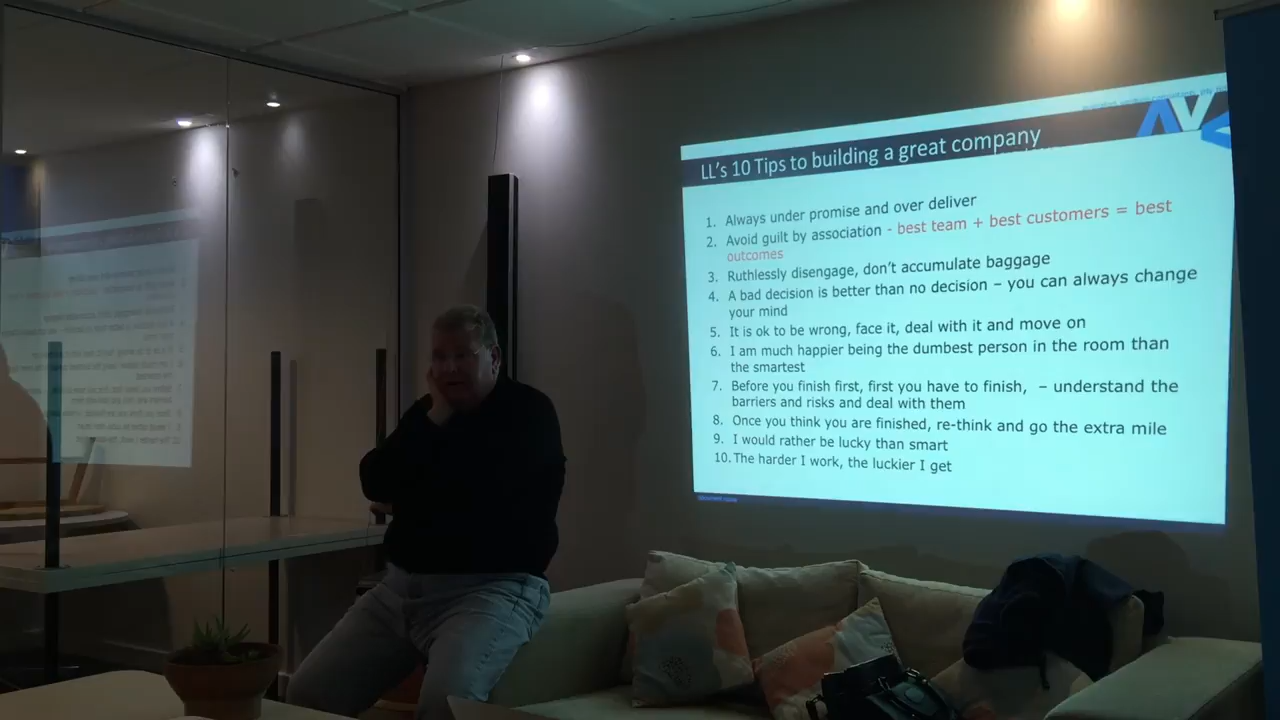 LL's 10 Tips to building a great company
AV
1. Always under promise and over deliver
2. Avoid guilt by association - best team + best customers = best
outcomes
3. Ruthlessly disengage, don't accumulate baggage
4. A bad decision is better than no decision – you can always change
your mind
5. It is ok to be wrong, face it, deal with it and move on
6. I am much happier being the dumbest person in the room than
the smartest
7. Before you finish first, first you have to finish, – understand the
barriers and risks and deal with them
8. Once you think you are finished, re-think and go the extra mile
9. I would rather be lucky than smart
10. The harder I work, the luckier I get